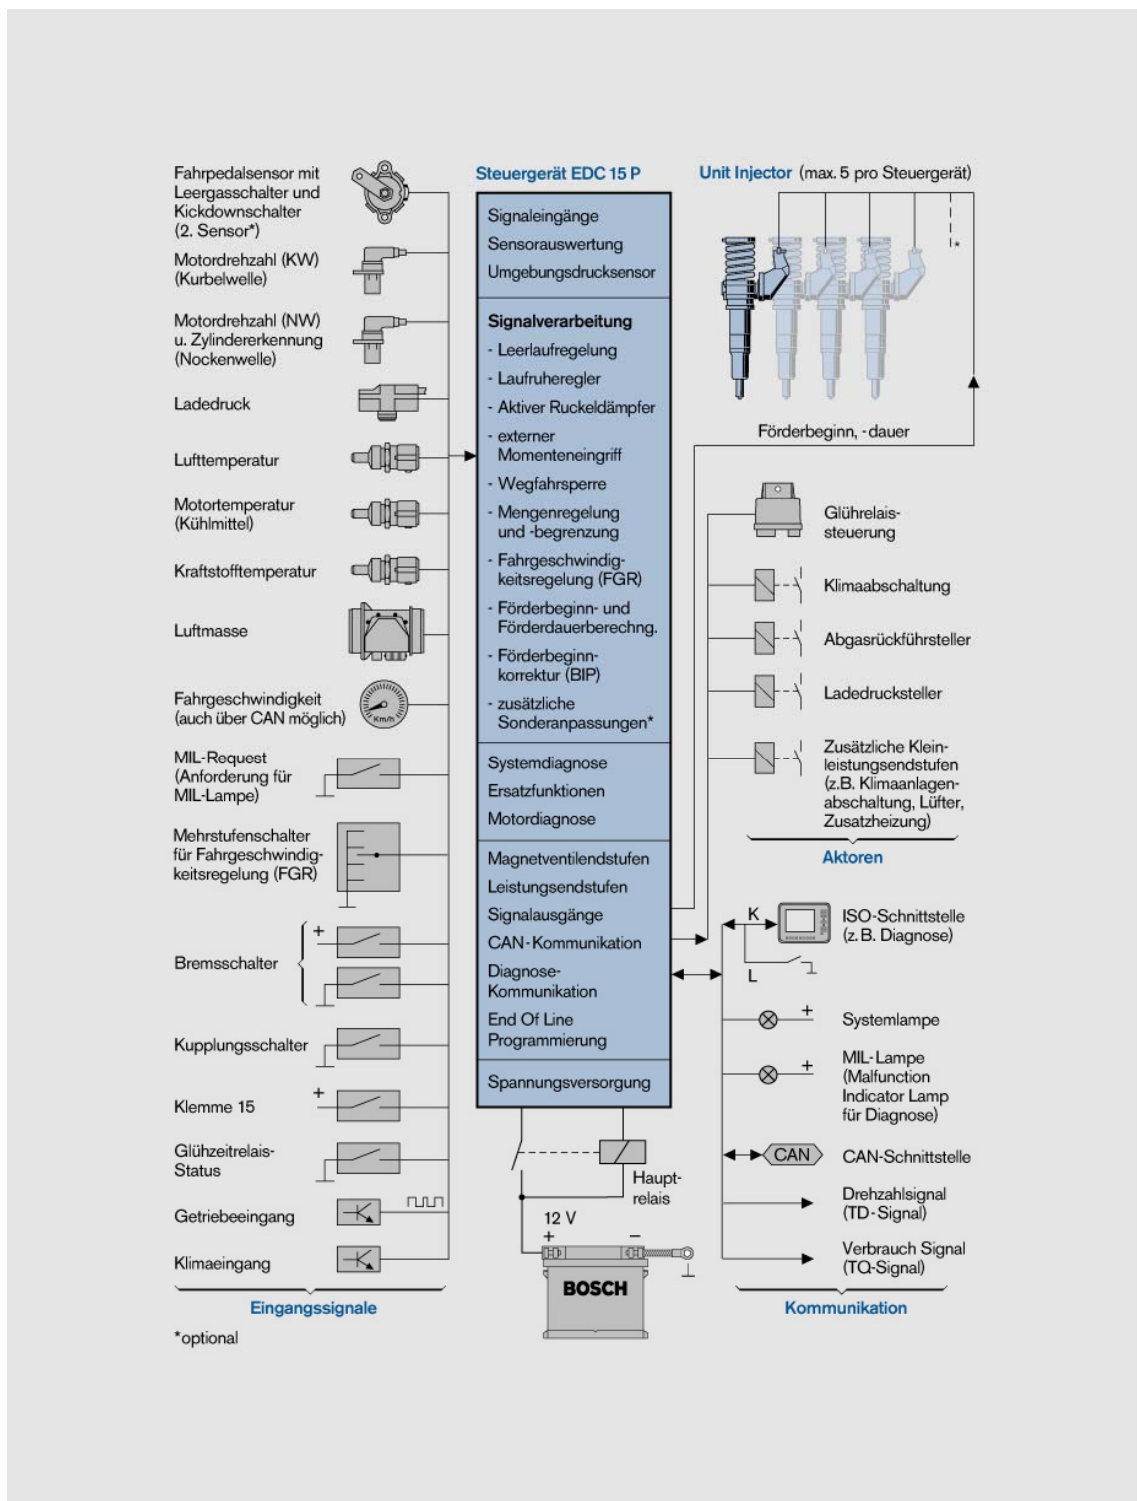 Fahrpedalsensor mit
Leergasschalter und
Kickdownschalter
(2. Sensor*)
Motordrehzahl (KW)
(Kurbelwelle)
Motordrehzahl (NW)
u. Zylindererkennung
(Nockenwelle)
Ladedruck
Lufttemperatur
Motortemperatur
(Kühlmittel)
Kraftstofftemperatur
Luftmasse
Fahrgeschwindigkeit
(auch über CAN möglich)
Km/h
MIL-Request
(Anforderung für
MIL-Lampe)
Mehrstufenschalter
für Fahrgeschwindig-
keitsregelung (FGR)
Bremsschalter
+
Kupplungsschalter
Klemme 15
+
Glühzeitrelais-
Status
Getriebeeingang
Klimaeingang
Eingangssignale
*optional
Steuergerät EDC 15 P
Signaleingänge
Sensorauswertung
Umgebungsdrucksensor
Signalverarbeitung
- Leerlaufregelung
- Laufruheregler
- Aktiver Ruckeldämpfer
- externer
Momenteneingriff
- Wegfahrsperre
- Mengenregelung
und -begrenzung
- Fahrgeschwindig-
keitsregelung (FGR)
- Förderbeginn- und
Förderdauerberechng.
- Förderbeginn-
korrektur (BIP)
- zusätzliche
Sonderanpassungen*
Systemdiagnose
Ersatzfunktionen
Motordiagnose
Magnetventilendstufen
Leistungsendstufen
Signalausgänge
CAN-Kommunikation
Diagnose-
Kommunikation
End Of Line
Programmierung
Spannungsversorgung
Haupt-
relais
12 V
+ −
BOSCH
Unit Injector (max. 5 pro Steuergerät)
*
Förderbeginn, -dauer
Glührelais-
steuerung
Klimaabschaltung
Abgasrückführsteller
Ladedrucksteller
Zusätzliche Klein-
leistungsendstufen
(z.B. Klimaanlagen-
abschaltung, Lüfter,
Zusatzheizung)
Aktoren
K
L
ISO-Schnittstelle
(z.B. Diagnose)
+
Systemlampe
+
MIL-Lampe
(Malfunction
Indicator Lamp
für Diagnose)
CAN
CAN-Schnittstelle
Drehzahlsignal
(TD-Signal)
Verbrauch Signal
(TQ-Signal)
Kommunikation